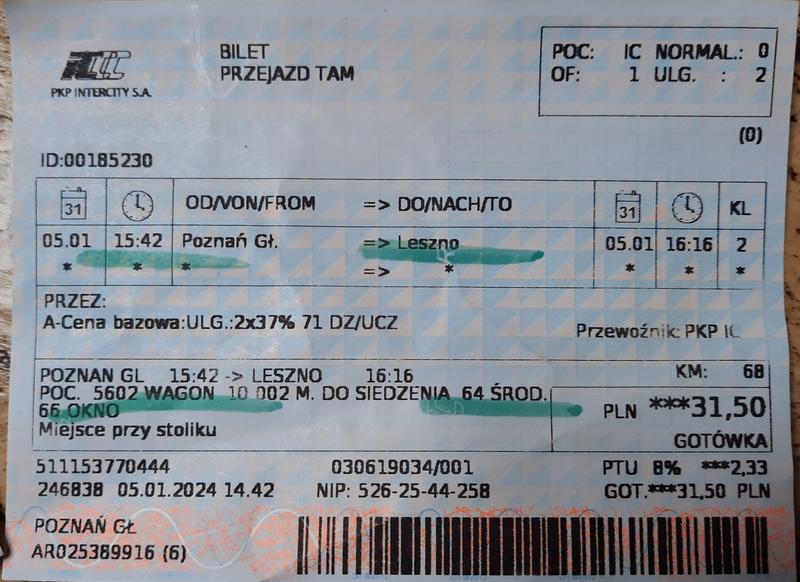 IC
PKP INTERCITY S.A.
BILET
PRZEJAZD TAM
POC: IC NORMAL.: 0
OF: 1 ULG. : 2
(0)
ID:00185230
31 OD/VON/FROM => DO/NACH/TO 31 KL
05.01 15:42 Poznań Gł. => Leszno 05.01 16:16 2
* * * => * * * *
PRZEZ:
A-Cena bazowa:ULG.:2x37% 71 DZ/UCZ
Przewoźnik: PKP IC
POZNAN GL 15:42 -> LESZNO 16:16 KM: 68
POC. 5602 WAGON 10 002 M. DO SIEDZENIA 64 ŚROD.
66 OKNO
PLN ***31,50
Miejsce przy stoliku
GOTÓWKA
511153770444 030619034/001 PTU 8% ***2,33
246838 05.01.2024 14.42 NIP: 526-25-44-258 GOT.***31,50 PLN
POZNAŃ GŁ
AR025389916 (6)